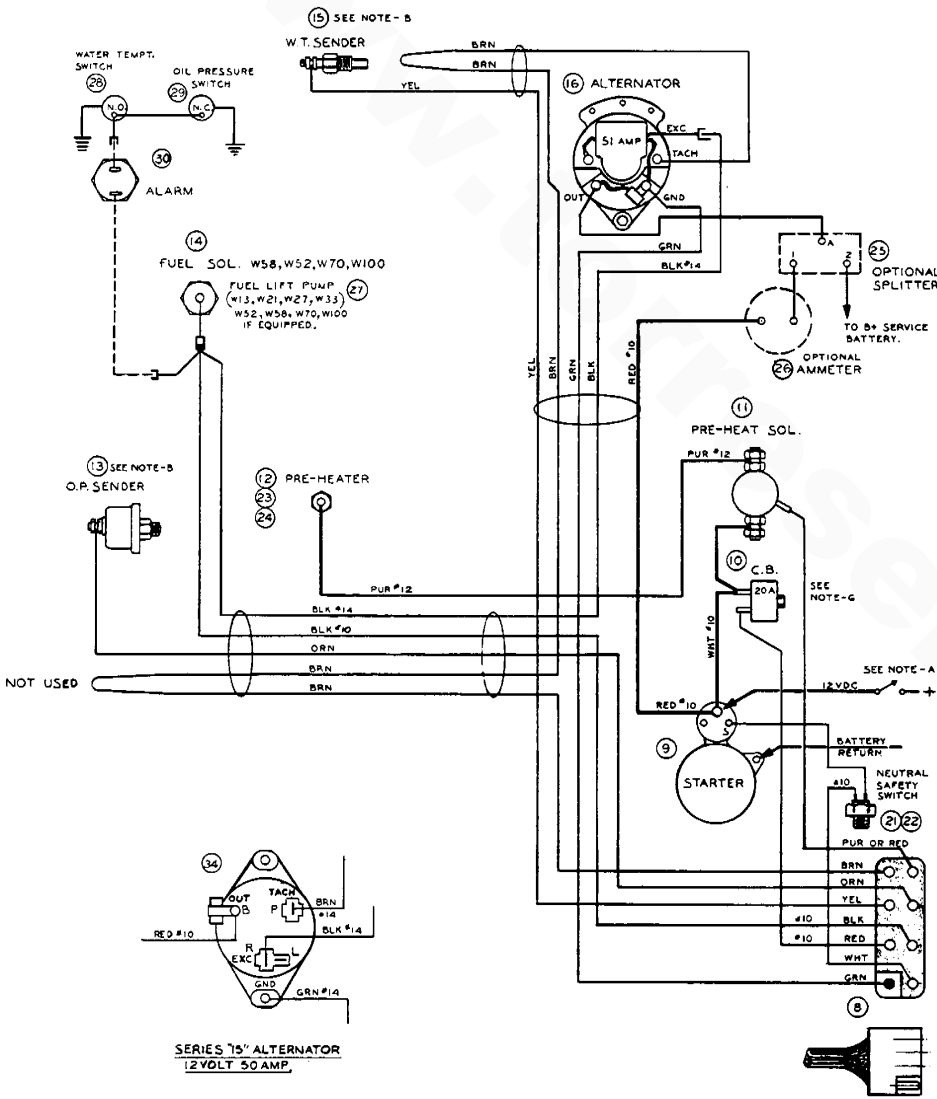 15 SEE NOTE-B
W.T. SENDER
BRN
BRN
YEL
WATER TEMPT.
SWITCH
28
OIL PRESSURE
SWITCH
29
N.O.
N.C.
30
ALARM
16 ALTERNATOR
EXC
51 AMP
TACH
OUT
GND
GRN
BLK#14
A
1
2
25
OPTIONAL
SPLITTER
TO B+ SERVICE
BATTERY.
OPTIONAL
26 AMMETER
14
FUEL SOL. W58, W52, W70, W100
FUEL LIFT PUMP
(W13, W21, W27, W33) 27
W52, W58, W70, W100
IF EQUIPPED.
YEL
BRN
GRN
BLK
RED #10
11
PRE-HEAT SOL.
PUR #12
13 SEE NOTE-B
O.P. SENDER
12 PRE-HEATER
23
24
10
C.B.
20A
SEE
NOTE-G
PUR #12
BLK #14
BLK #10
ORN
BRN
BRN
NOT USED
WHT #10
RED #10
12VDC
SEE NOTE-A
+
S
9
STARTER
BATTERY
RETURN
#10
NEUTRAL
SAFETY
SWITCH
21 22
PUR OR RED
BRN
ORN
YEL
#10 BLK
#10 RED
WHT
GRN
8
34
OUT
B
TACH
P
BRN
#14
BLK#14
RED #10
R
EXC
L
GND
GRN #14
SERIES "15" ALTERNATOR
12 VOLT 50 AMP.
www.torresen